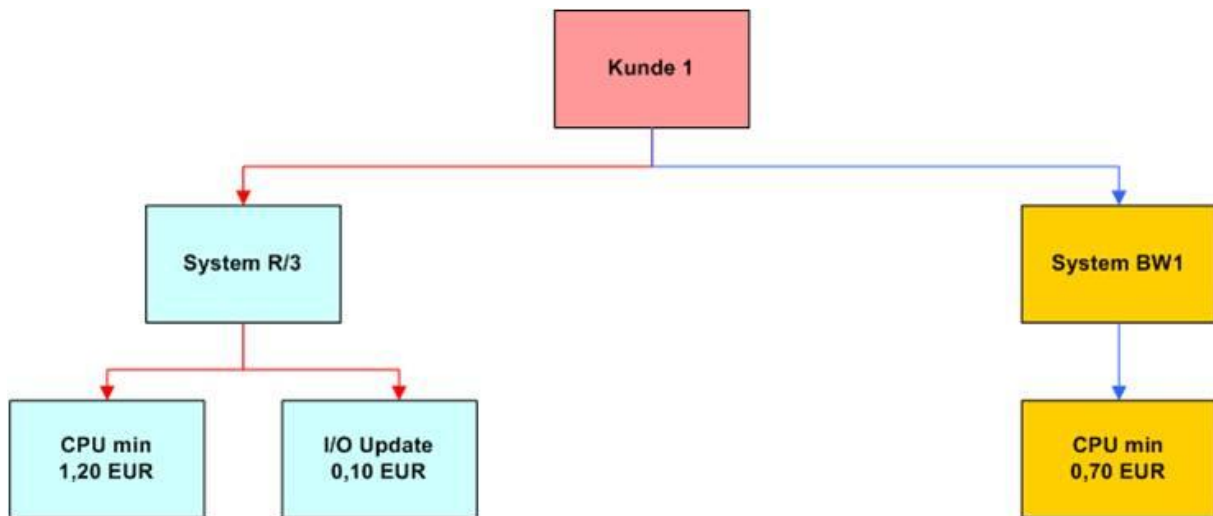 Kunde 1
System R/3
System BW1
CPU min
1,20 EUR
I/O Update
0,10 EUR
CPU min
0,70 EUR